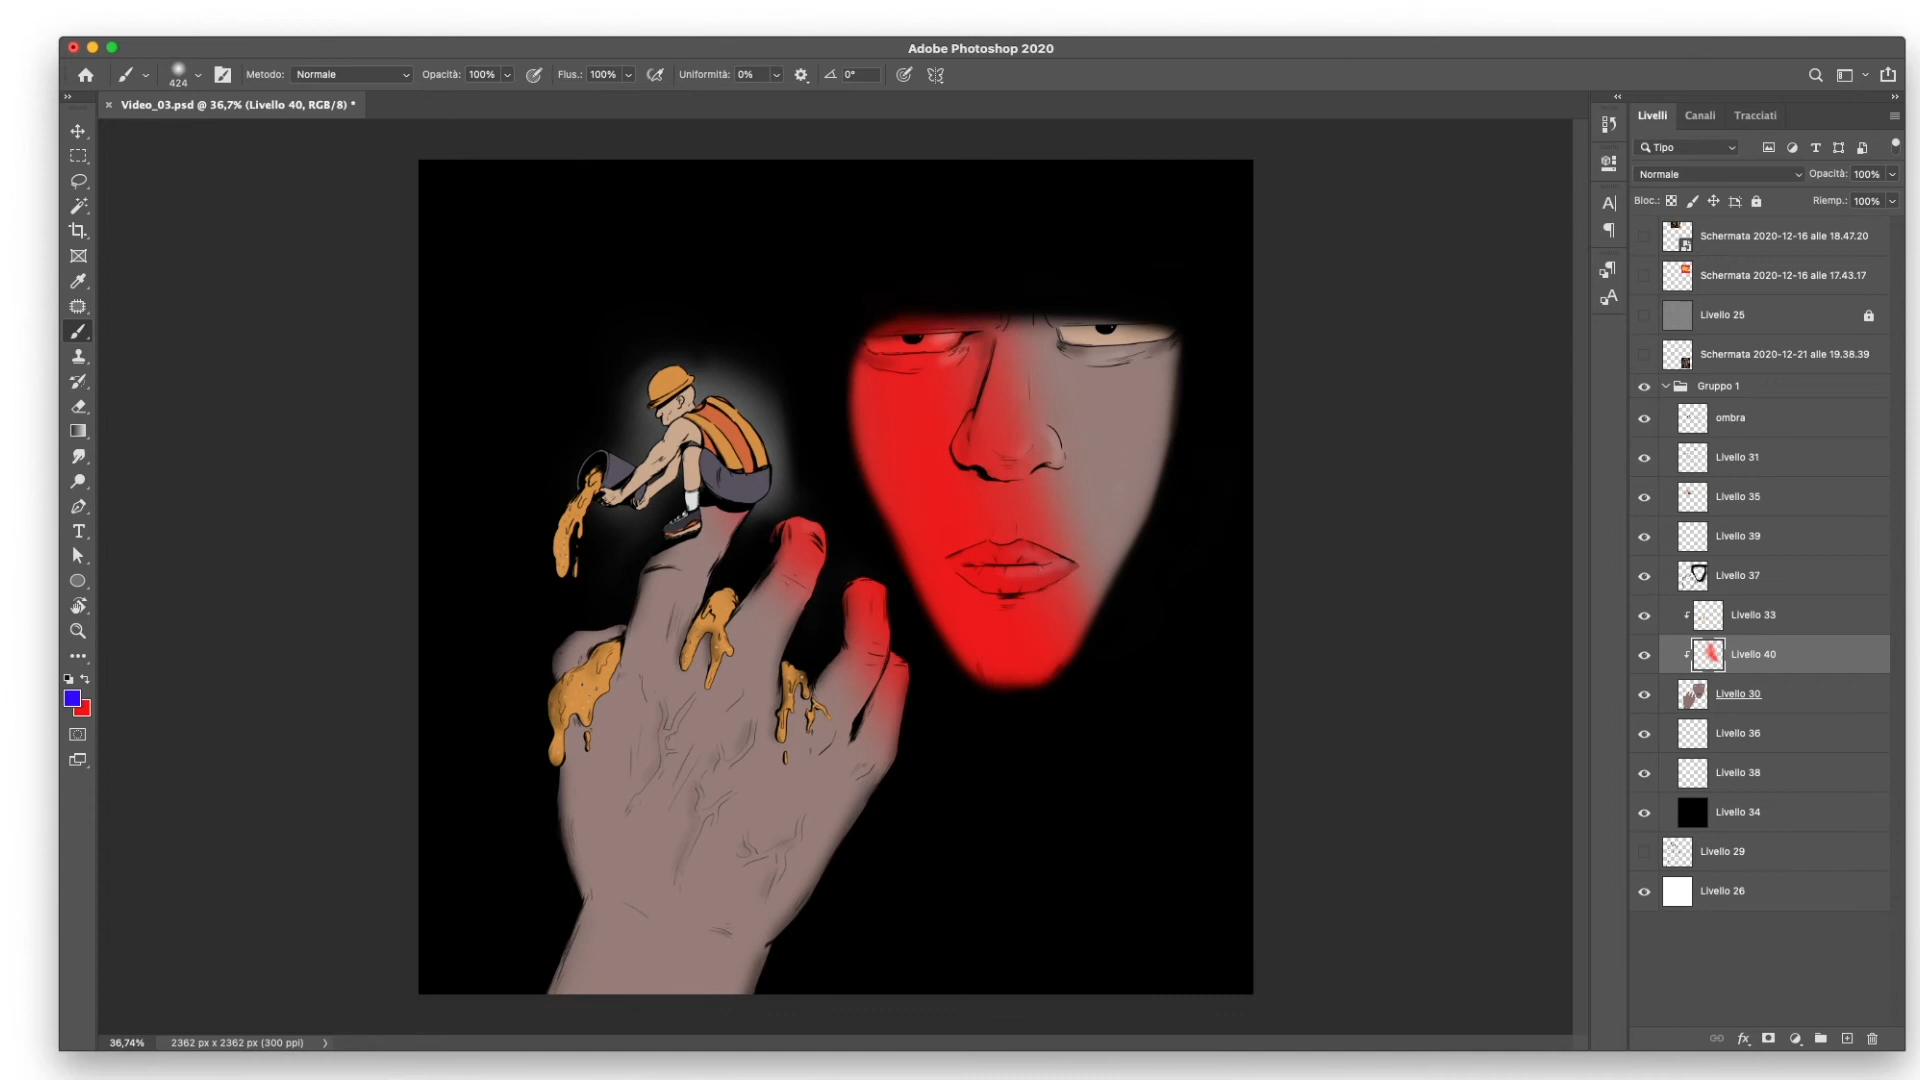 Adobe Photoshop 2020
424
Metodo: Normale Opacità: 100% Flus.: 100% Uniformità: 0% 0°
Video_03.psd @ 36,7% (Livello 40, RGB/8) *
Livelli Canali Tracciati
Tipo
Normale Opacità: 100%
Bloc.: Riemp.: 100%
Schermata 2020-12-16 alle 18.47.20
Schermata 2020-12-16 alle 17.43.17
Livello 25
Schermata 2020-12-21 alle 19.38.39
Gruppo 1
ombra
Livello 31
Livello 35
Livello 39
Livello 37
Livello 33
Livello 40
Livello 30
Livello 36
Livello 38
Livello 34
Livello 29
Livello 26
36,74% 2362 px x 2362 px (300 ppi)